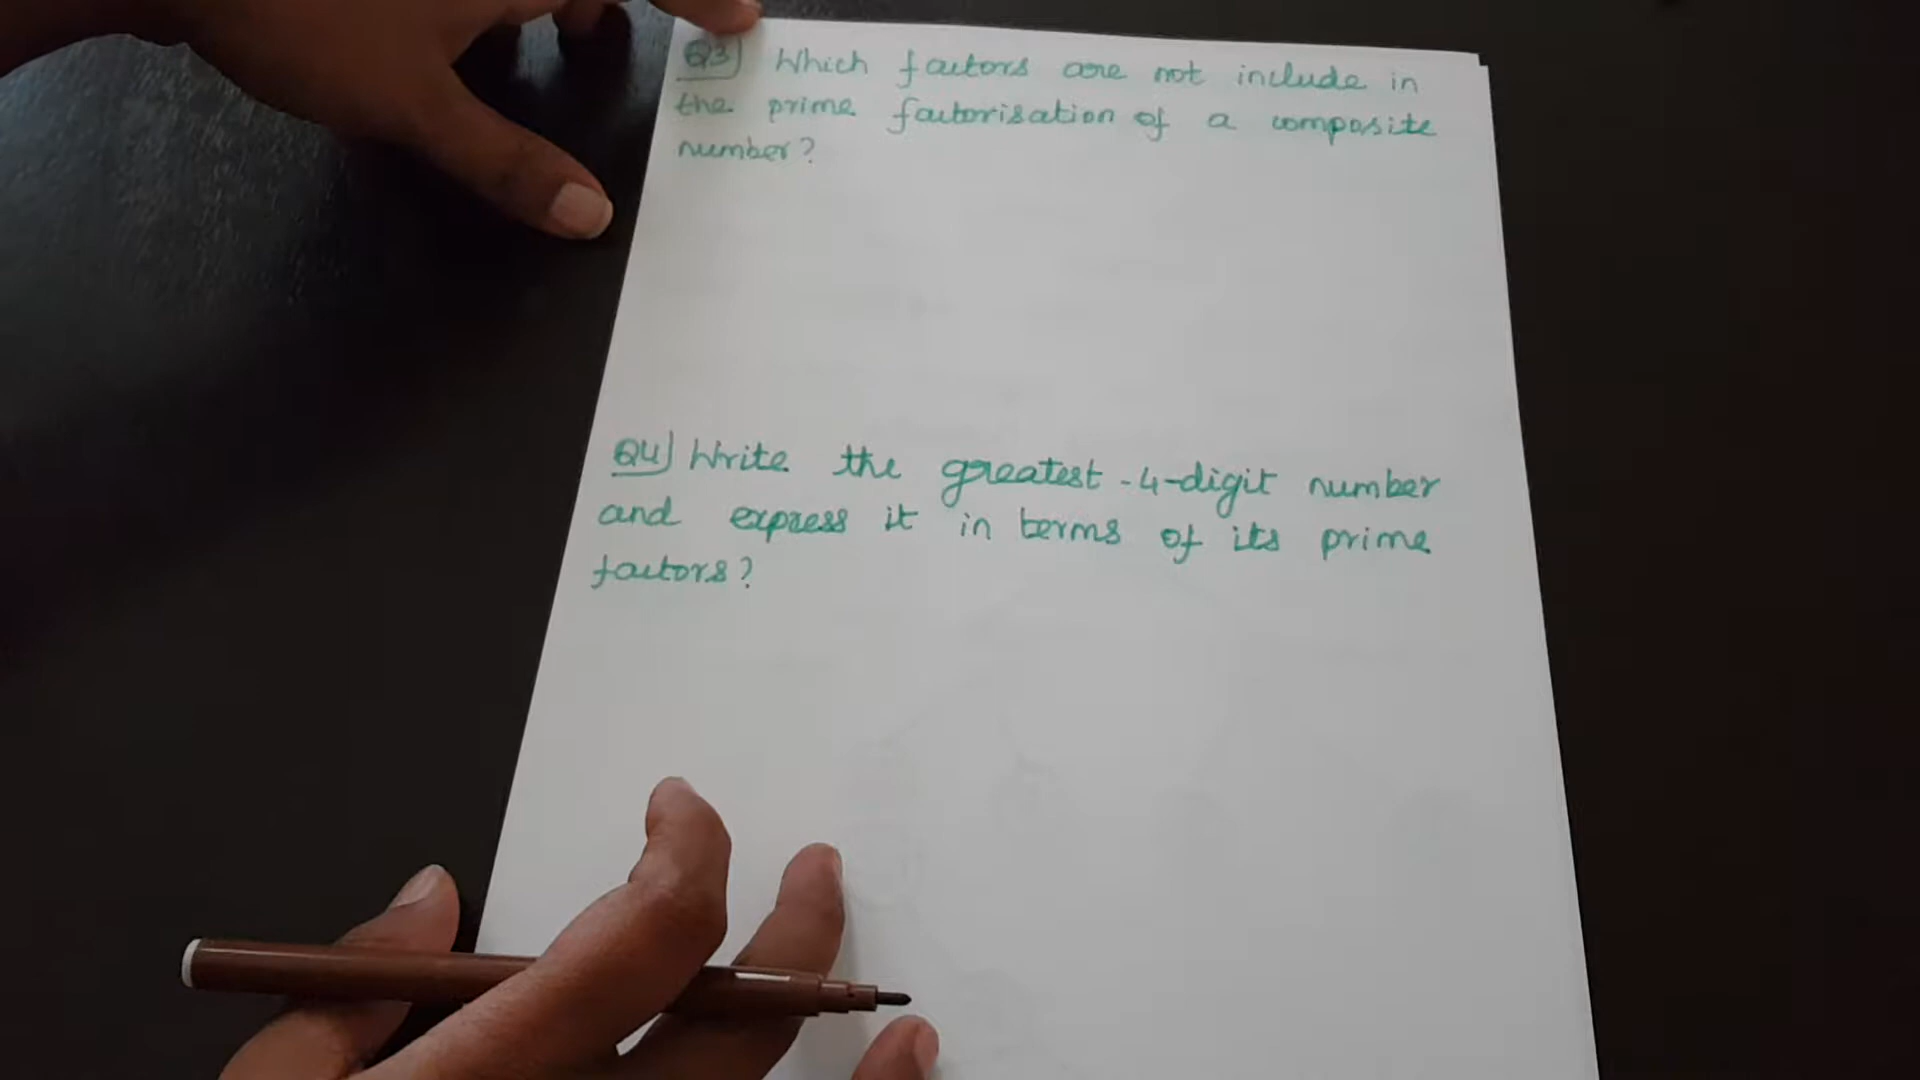 Q3) Which factors are not include in
the prime factorisation of a composite
number?
Q4) Write the greatest -4-digit number
and express it in terms of its prime
factors?